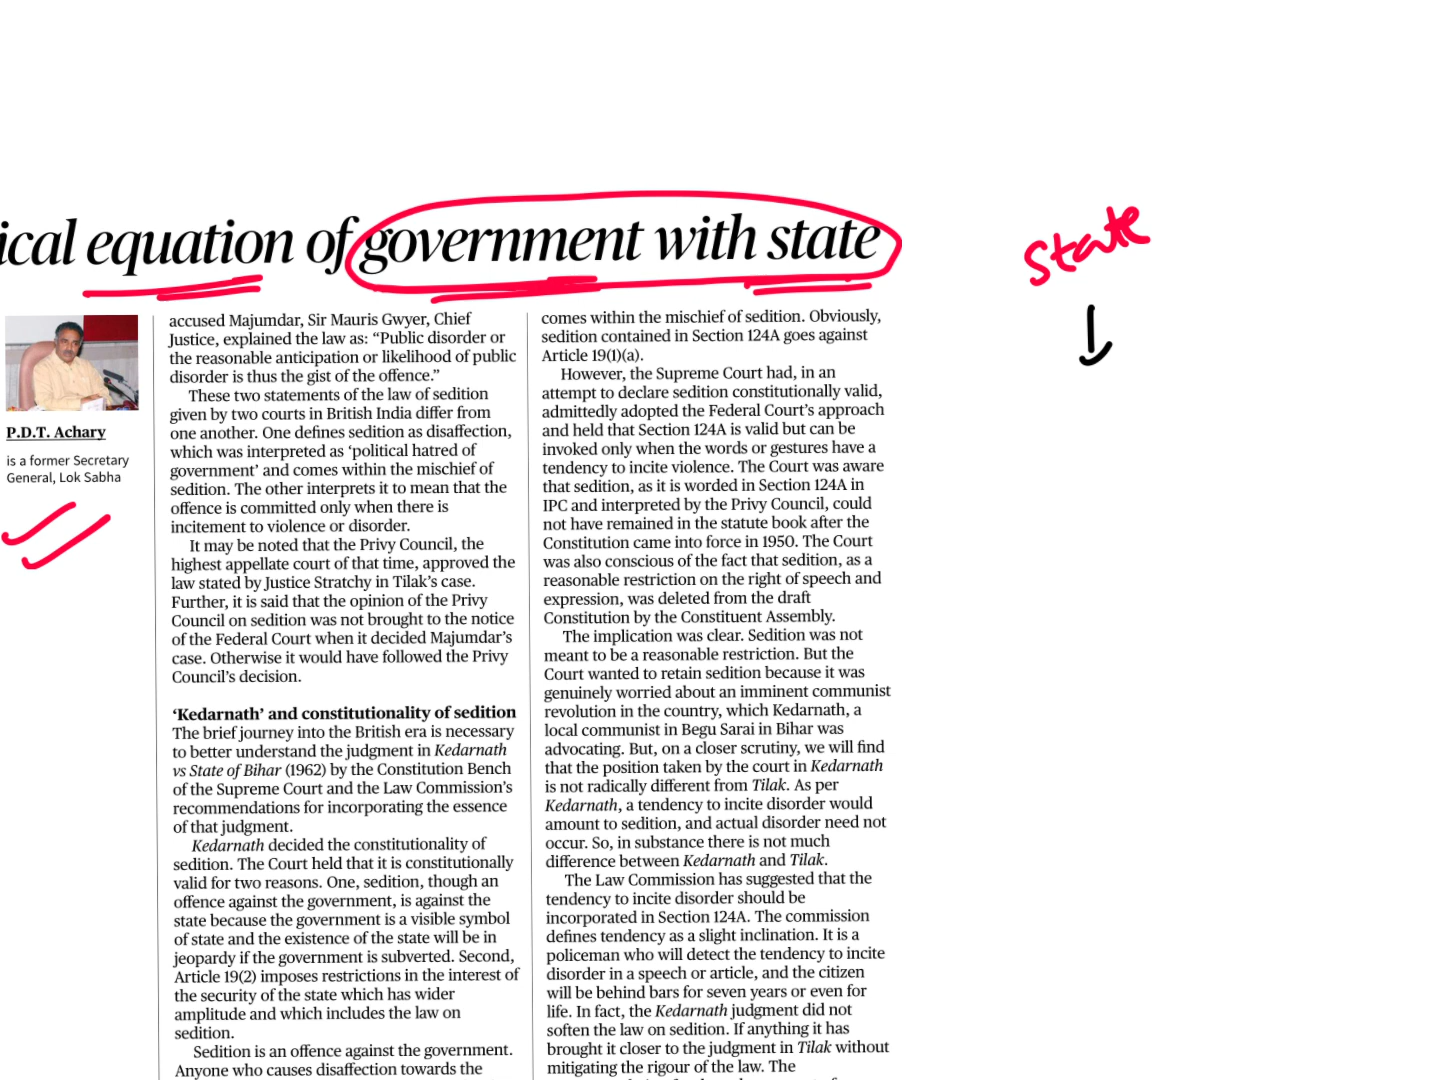 ical equation of government with state
state
P.D.T. Achary
is a former Secretary
General, Lok Sabha
accused Majumdar, Sir Mauris Gwyer, Chief
Justice, explained the law as: “Public disorder or
the reasonable anticipation or likelihood of public
disorder is thus the gist of the offence.”
These two statements of the law of sedition
given by two courts in British India differ from
one another. One defines sedition as disaffection,
which was interpreted as ‘political hatred of
government’ and comes within the mischief of
sedition. The other interprets it to mean that the
offence is committed only when there is
incitement to violence or disorder.
It may be noted that the Privy Council, the
highest appellate court of that time, approved the
law stated by Justice Stratchy in Tilak’s case.
Further, it is said that the opinion of the Privy
Council on sedition was not brought to the notice
of the Federal Court when it decided Majumdar’s
case. Otherwise it would have followed the Privy
Council’s decision.
‘Kedarnath’ and constitutionality of sedition
The brief journey into the British era is necessary
to better understand the judgment in Kedarnath
vs State of Bihar (1962) by the Constitution Bench
of the Supreme Court and the Law Commission’s
recommendations for incorporating the essence
of that judgment.
Kedarnath decided the constitutionality of
sedition. The Court held that it is constitutionally
valid for two reasons. One, sedition, though an
offence against the government, is against the
state because the government is a visible symbol
of state and the existence of the state will be in
jeopardy if the government is subverted. Second,
Article 19(2) imposes restrictions in the interest of
the security of the state which has wider
amplitude and which includes the law on
sedition.
Sedition is an offence against the government.
Anyone who causes disaffection towards the
comes within the mischief of sedition. Obviously,
sedition contained in Section 124A goes against
Article 19(1)(a).
However, the Supreme Court had, in an
attempt to declare sedition constitutionally valid,
admittedly adopted the Federal Court’s approach
and held that Section 124A is valid but can be
invoked only when the words or gestures have a
tendency to incite violence. The Court was aware
that sedition, as it is worded in Section 124A in
IPC and interpreted by the Privy Council, could
not have remained in the statute book after the
Constitution came into force in 1950. The Court
was also conscious of the fact that sedition, as a
reasonable restriction on the right of speech and
expression, was deleted from the draft
Constitution by the Constituent Assembly.
The implication was clear. Sedition was not
meant to be a reasonable restriction. But the
Court wanted to retain sedition because it was
genuinely worried about an imminent communist
revolution in the country, which Kedarnath, a
local communist in Begu Sarai in Bihar was
advocating. But, on a closer scrutiny, we will find
that the position taken by the court in Kedarnath
is not radically different from Tilak. As per
Kedarnath, a tendency to incite disorder would
amount to sedition, and actual disorder need not
occur. So, in substance there is not much
difference between Kedarnath and Tilak.
The Law Commission has suggested that the
tendency to incite disorder should be
incorporated in Section 124A. The commission
defines tendency as a slight inclination. It is a
policeman who will detect the tendency to incite
disorder in a speech or article, and the citizen
will be behind bars for seven years or even for
life. In fact, the Kedarnath judgment did not
soften the law on sedition. If anything it has
brought it closer to the judgment in Tilak without
mitigating the rigour of the law. The